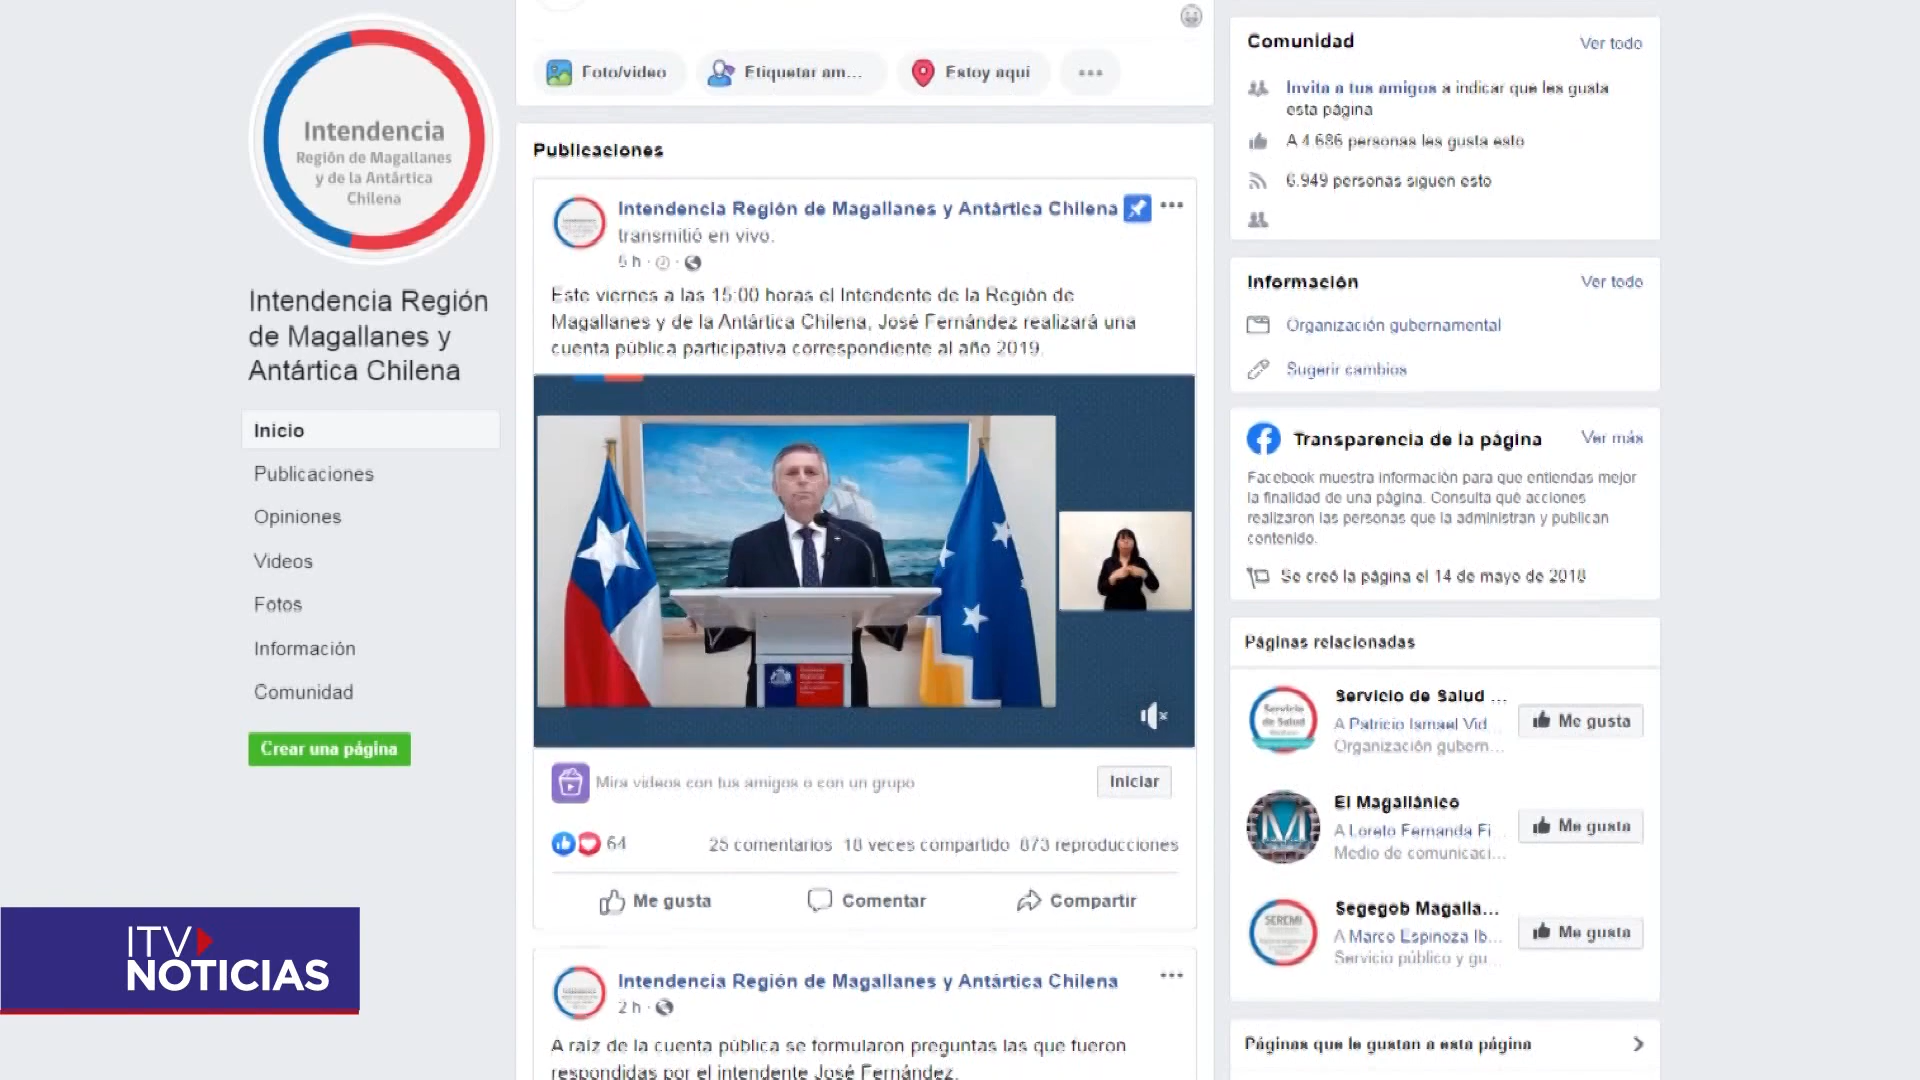 Intendencia
Región de Magallanes
y de la Antártica
Chilena
Intendencia Región
de Magallanes y
Antártica Chilena
Inicio
Publicaciones
Opiniones
Videos
Fotos
Información
Comunidad
Crear una página
ITV
NOTICIAS
Foto/video
Etiquetar am...
Estoy aquí
Publicaciones
Intendencia Región de Magallanes y Antártica Chilena
transmitió en vivo.
Este viernes a las 15:00 horas el Intendente de la Región de
Magallanes y de la Antártica Chilena, José Fernández realizará una
cuenta pública participativa correspondiente al año 2019.
Mira videos con tus amigos o con un grupo
Iniciar
64
25 comentarios 18 veces compartido 873 reproducciones
Me gusta
Comentar
Compartir
Intendencia Región de Magallanes y Antártica Chilena
2 h
A raíz de la cuenta pública se formularon preguntas las que fueron
respondidas por el intendente José Fernández.
Comunidad
Ver todo
Invita a tus amigos a indicar que les gusta
esta página
A 4.686 personas les gusta esto
6.949 personas siguen esto
Información
Ver todo
Organización gubernamental
Sugerir cambios
Transparencia de la página
Ver más
Facebook muestra información para que entiendas mejor
la finalidad de una página. Consulta qué acciones
realizaron las personas que la administran y publican
contenido.
Se creó la página el 14 de mayo de 2018
Páginas relacionadas
Servicio de Salud ...
A Patricio Ismael Vid...
Organización gubern...
Me gusta
El Magallánico
A Loreto Fernanda Fi...
Medio de comunicaci...
Me gusta
SEREMI
Segegob Magalla...
A Marco Espinoza Ib...
Servicio público y gu...
Me gusta
Páginas que le gustan a esta página